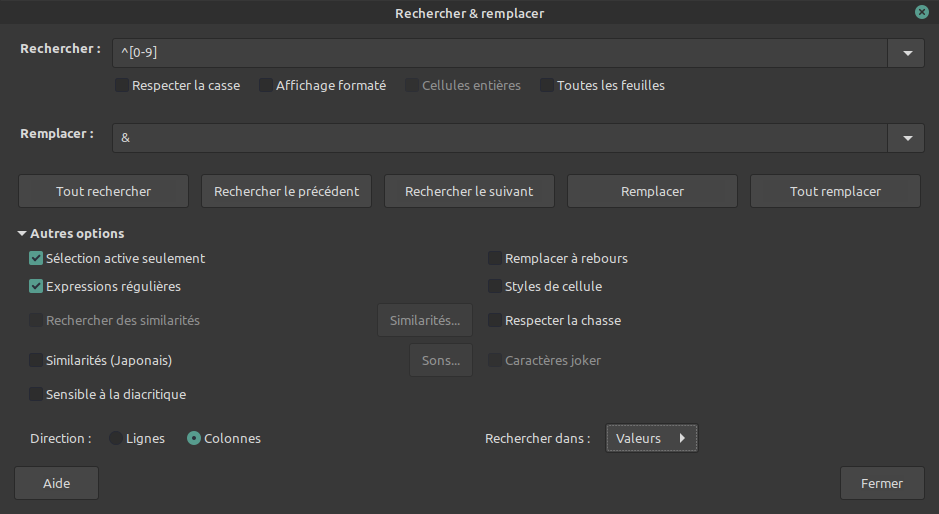 Rechercher & remplacer
Rechercher : ^[0-9]
Respecter la casse Affichage formaté Cellules entières Toutes les feuilles
Remplacer : &
Tout rechercher Rechercher le précédent Rechercher le suivant Remplacer Tout remplacer
Autres options
Sélection active seulement Remplacer à rebours
Expressions régulières Styles de cellule
Rechercher des similarités Similarités... Respecter la chasse
Similarités (Japonais) Sons... Caractères joker
Sensible à la diacritique
Direction : Lignes Colonnes Rechercher dans : Valeurs
Aide Fermer